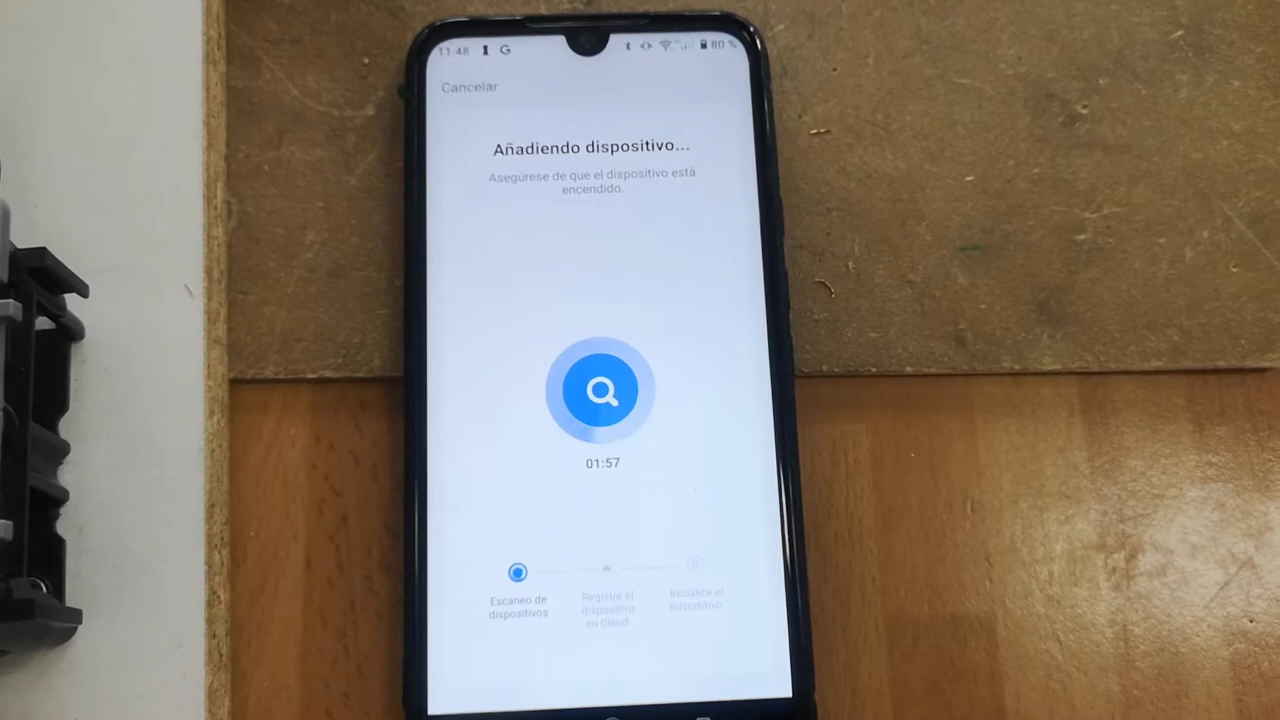 11:48 G 80 %
Cancelar
Añadiendo dispositivo...
Asegúrese de que el dispositivo está
encendido.
01:57
Escaneo de
dispositivos
Registre el
dispositivo
en Cloud
Inicialice el
dispositivo